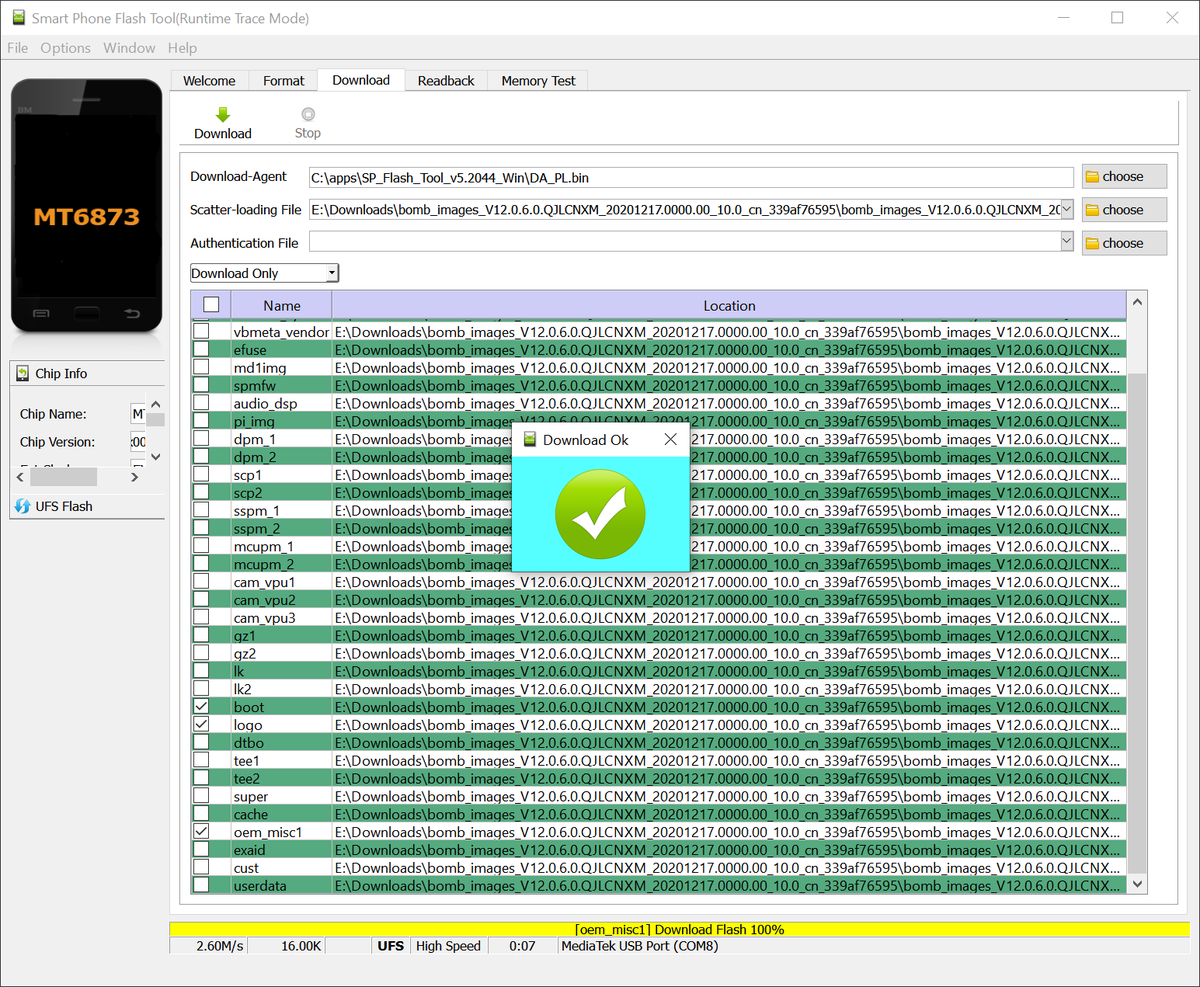 Smart Phone Flash Tool(Runtime Trace Mode)
File Options Window Help
Welcome Format Download Readback Memory Test
BM
MT6873
Download Stop
Download-Agent C:\apps\SP_Flash_Tool_v5.2044_Win\DA_PL.bin choose
Scatter-loading File E:\Downloads\bomb_images_V12.0.6.0.QJLCNXM_20201217.0000.00_10.0_cn_339af76595\bomb_images_V12.0.6.0.QJLCNXM_20 choose
Authentication File choose
Download Only
Name Location
vbmeta_vendor E:\Downloads\bomb_images_V12.0.6.0.QJLCNXM_20201217.0000.00_10.0_cn_339af76595\bomb_images_V12.0.6.0.QJLCNX...
efuse E:\Downloads\bomb_images_V12.0.6.0.QJLCNXM_20201217.0000.00_10.0_cn_339af76595\bomb_images_V12.0.6.0.QJLCNX...
md1img E:\Downloads\bomb_images_V12.0.6.0.QJLCNXM_20201217.0000.00_10.0_cn_339af76595\bomb_images_V12.0.6.0.QJLCNX...
spmfw E:\Downloads\bomb_images_V12.0.6.0.QJLCNXM_20201217.0000.00_10.0_cn_339af76595\bomb_images_V12.0.6.0.QJLCNX...
audio_dsp E:\Downloads\bomb_images_V12.0.6.0.QJLCNXM_20201217.0000.00_10.0_cn_339af76595\bomb_images_V12.0.6.0.QJLCNX...
pi_img E:\Downloads\bomb_images_V12.0.6.0.QJLCNXM_20201217.0000.00_10.0_cn_339af76595\bomb_images_V12.0.6.0.QJLCNX...
dpm_1 E:\Downloads\bomb_images 20201217.0000.00_10.0_cn_339af76595\bomb_images_V12.0.6.0.QJLCNX...
dpm_2 E:\Downloads\bomb_images 20201217.0000.00_10.0_cn_339af76595\bomb_images_V12.0.6.0.QJLCNX...
scp1 E:\Downloads\bomb_images 20201217.0000.00_10.0_cn_339af76595\bomb_images_V12.0.6.0.QJLCNX...
scp2 E:\Downloads\bomb_images 20201217.0000.00_10.0_cn_339af76595\bomb_images_V12.0.6.0.QJLCNX...
sspm_1 E:\Downloads\bomb_images 20201217.0000.00_10.0_cn_339af76595\bomb_images_V12.0.6.0.QJLCNX...
sspm_2 E:\Downloads\bomb_images 20201217.0000.00_10.0_cn_339af76595\bomb_images_V12.0.6.0.QJLCNX...
mcupm_1 E:\Downloads\bomb_images 20201217.0000.00_10.0_cn_339af76595\bomb_images_V12.0.6.0.QJLCNX...
mcupm_2 E:\Downloads\bomb_images 20201217.0000.00_10.0_cn_339af76595\bomb_images_V12.0.6.0.QJLCNX...
cam_vpu1 E:\Downloads\bomb_images_V12.0.6.0.QJLCNXM_20201217.0000.00_10.0_cn_339af76595\bomb_images_V12.0.6.0.QJLCNX...
cam_vpu2 E:\Downloads\bomb_images_V12.0.6.0.QJLCNXM_20201217.0000.00_10.0_cn_339af76595\bomb_images_V12.0.6.0.QJLCNX...
cam_vpu3 E:\Downloads\bomb_images_V12.0.6.0.QJLCNXM_20201217.0000.00_10.0_cn_339af76595\bomb_images_V12.0.6.0.QJLCNX...
gz1 E:\Downloads\bomb_images_V12.0.6.0.QJLCNXM_20201217.0000.00_10.0_cn_339af76595\bomb_images_V12.0.6.0.QJLCNX...
gz2 E:\Downloads\bomb_images_V12.0.6.0.QJLCNXM_20201217.0000.00_10.0_cn_339af76595\bomb_images_V12.0.6.0.QJLCNX...
lk E:\Downloads\bomb_images_V12.0.6.0.QJLCNXM_20201217.0000.00_10.0_cn_339af76595\bomb_images_V12.0.6.0.QJLCNX...
lk2 E:\Downloads\bomb_images_V12.0.6.0.QJLCNXM_20201217.0000.00_10.0_cn_339af76595\bomb_images_V12.0.6.0.QJLCNX...
boot E:\Downloads\bomb_images_V12.0.6.0.QJLCNXM_20201217.0000.00_10.0_cn_339af76595\bomb_images_V12.0.6.0.QJLCNX...
logo E:\Downloads\bomb_images_V12.0.6.0.QJLCNXM_20201217.0000.00_10.0_cn_339af76595\bomb_images_V12.0.6.0.QJLCNX...
dtbo E:\Downloads\bomb_images_V12.0.6.0.QJLCNXM_20201217.0000.00_10.0_cn_339af76595\bomb_images_V12.0.6.0.QJLCNX...
tee1 E:\Downloads\bomb_images_V12.0.6.0.QJLCNXM_20201217.0000.00_10.0_cn_339af76595\bomb_images_V12.0.6.0.QJLCNX...
tee2 E:\Downloads\bomb_images_V12.0.6.0.QJLCNXM_20201217.0000.00_10.0_cn_339af76595\bomb_images_V12.0.6.0.QJLCNX...
super E:\Downloads\bomb_images_V12.0.6.0.QJLCNXM_20201217.0000.00_10.0_cn_339af76595\bomb_images_V12.0.6.0.QJLCNX...
cache E:\Downloads\bomb_images_V12.0.6.0.QJLCNXM_20201217.0000.00_10.0_cn_339af76595\bomb_images_V12.0.6.0.QJLCNX...
oem_misc1 E:\Downloads\bomb_images_V12.0.6.0.QJLCNXM_20201217.0000.00_10.0_cn_339af76595\bomb_images_V12.0.6.0.QJLCNX...
exaid E:\Downloads\bomb_images_V12.0.6.0.QJLCNXM_20201217.0000.00_10.0_cn_339af76595\bomb_images_V12.0.6.0.QJLCNX...
cust E:\Downloads\bomb_images_V12.0.6.0.QJLCNXM_20201217.0000.00_10.0_cn_339af76595\bomb_images_V12.0.6.0.QJLCNX...
userdata E:\Downloads\bomb_images_V12.0.6.0.QJLCNXM_20201217.0000.00_10.0_cn_339af76595\bomb_images_V12.0.6.0.QJLCNX...
Download Ok
Chip Info
Chip Name: MT
Chip Version: :00
UFS Flash
[oem_misc1] Download Flash 100%
2.60M/s 16.00K UFS High Speed 0:07 MediaTek USB Port (COM8)